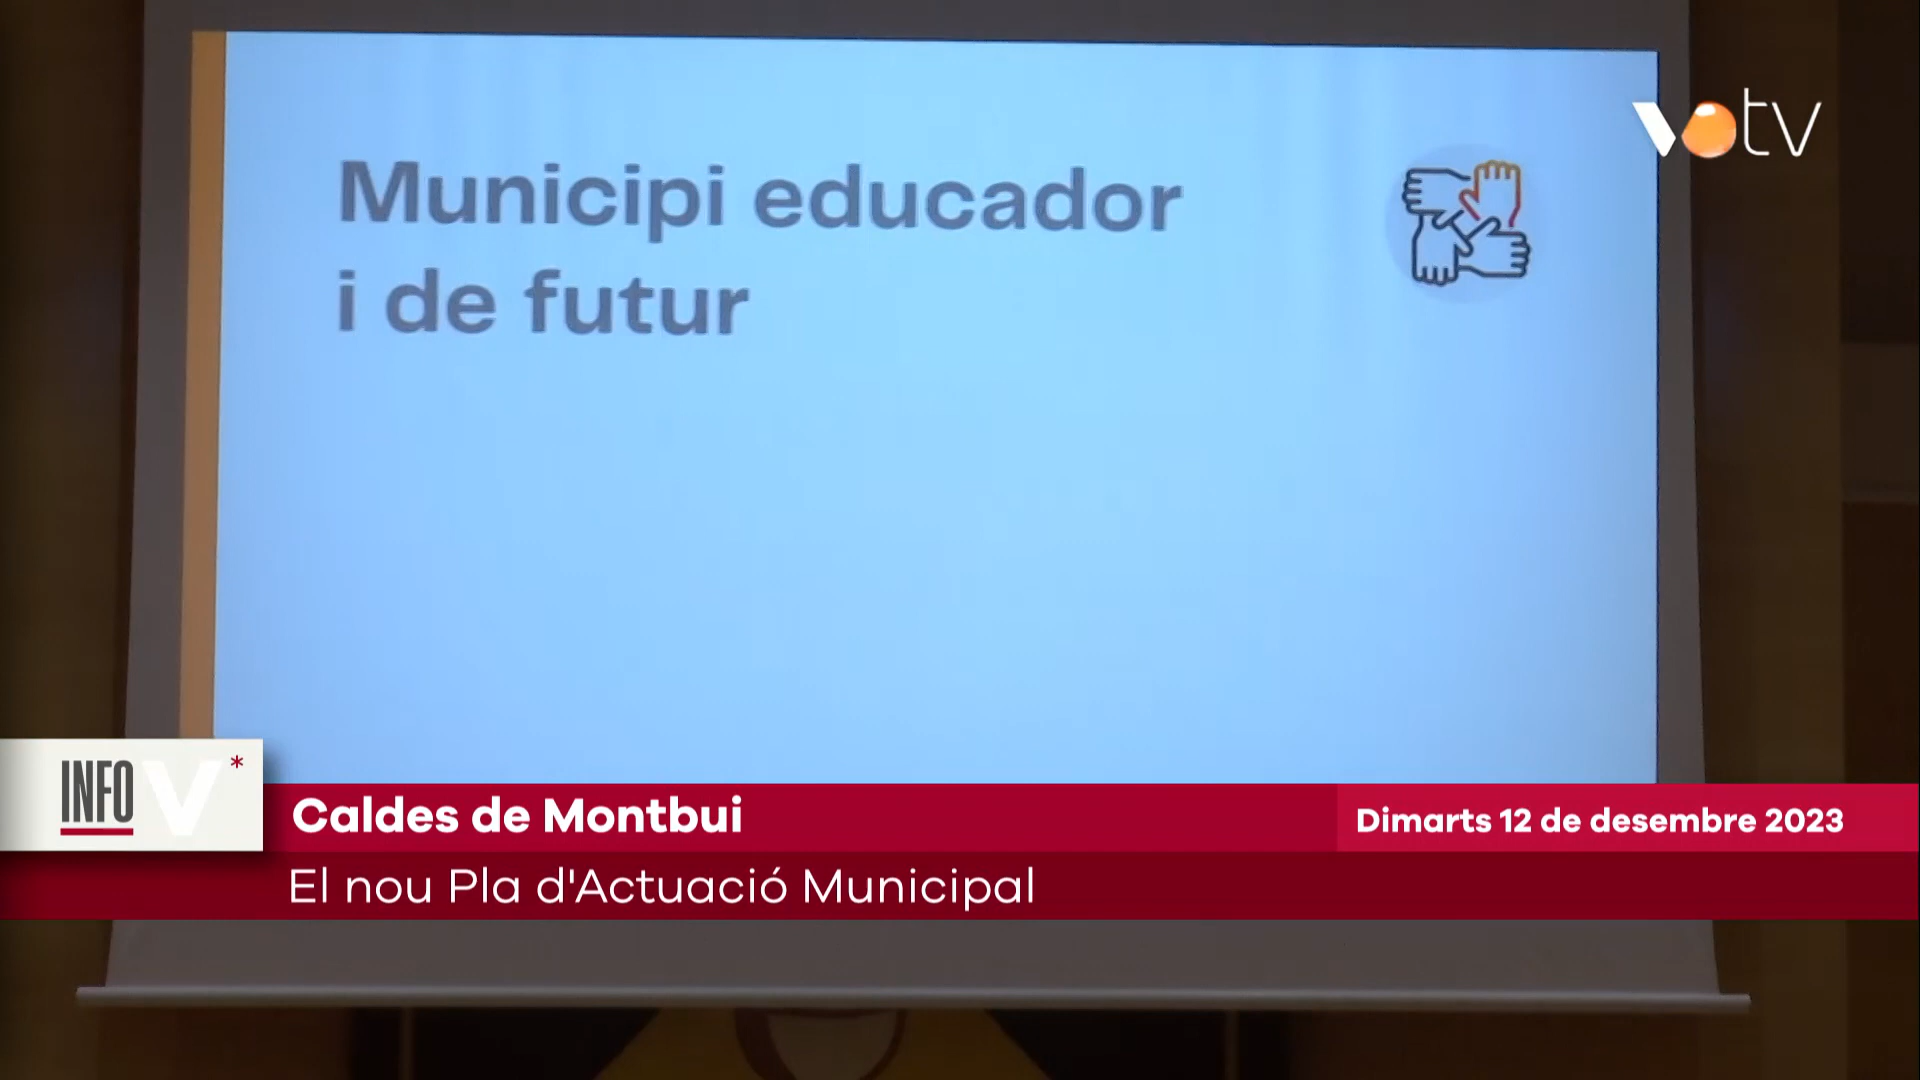 Municipi educador
i de futur
votv
INFO V*
Caldes de Montbui
Dimarts 12 de desembre 2023
El nou Pla d'Actuació Municipal